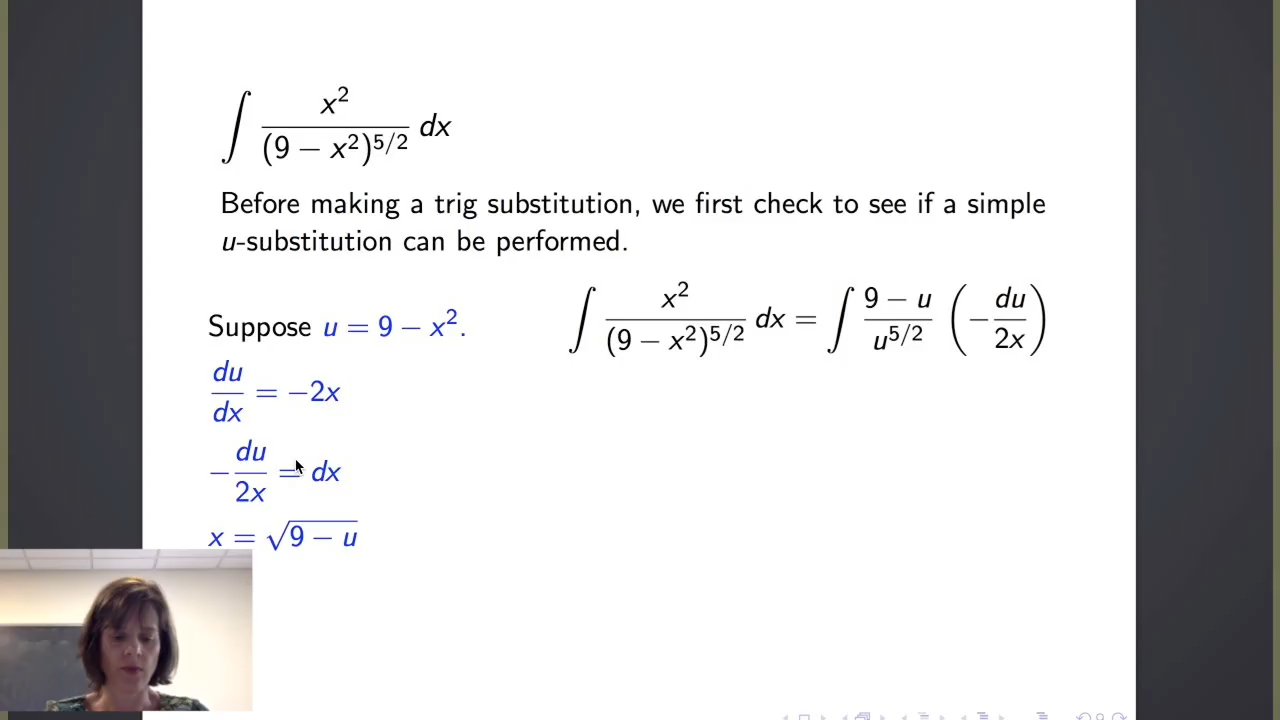 ∫ x²/(9 − x²)^{5/2} dx
Before making a trig substitution, we first check to see if a simple
u-substitution can be performed.
Suppose u = 9 − x².
∫ x²/(9 − x²)^{5/2} dx = ∫ (9 − u)/u^{5/2} (−du/2x)
du/dx = −2x
−du/2x = dx
x = √(9 − u)